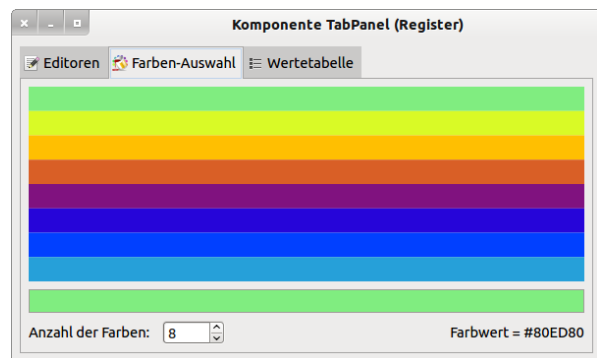 Komponente TabPanel (Register)
Editoren Farben-Auswahl Wertetabelle
Anzahl der Farben: 8 Farbwert = #80ED80